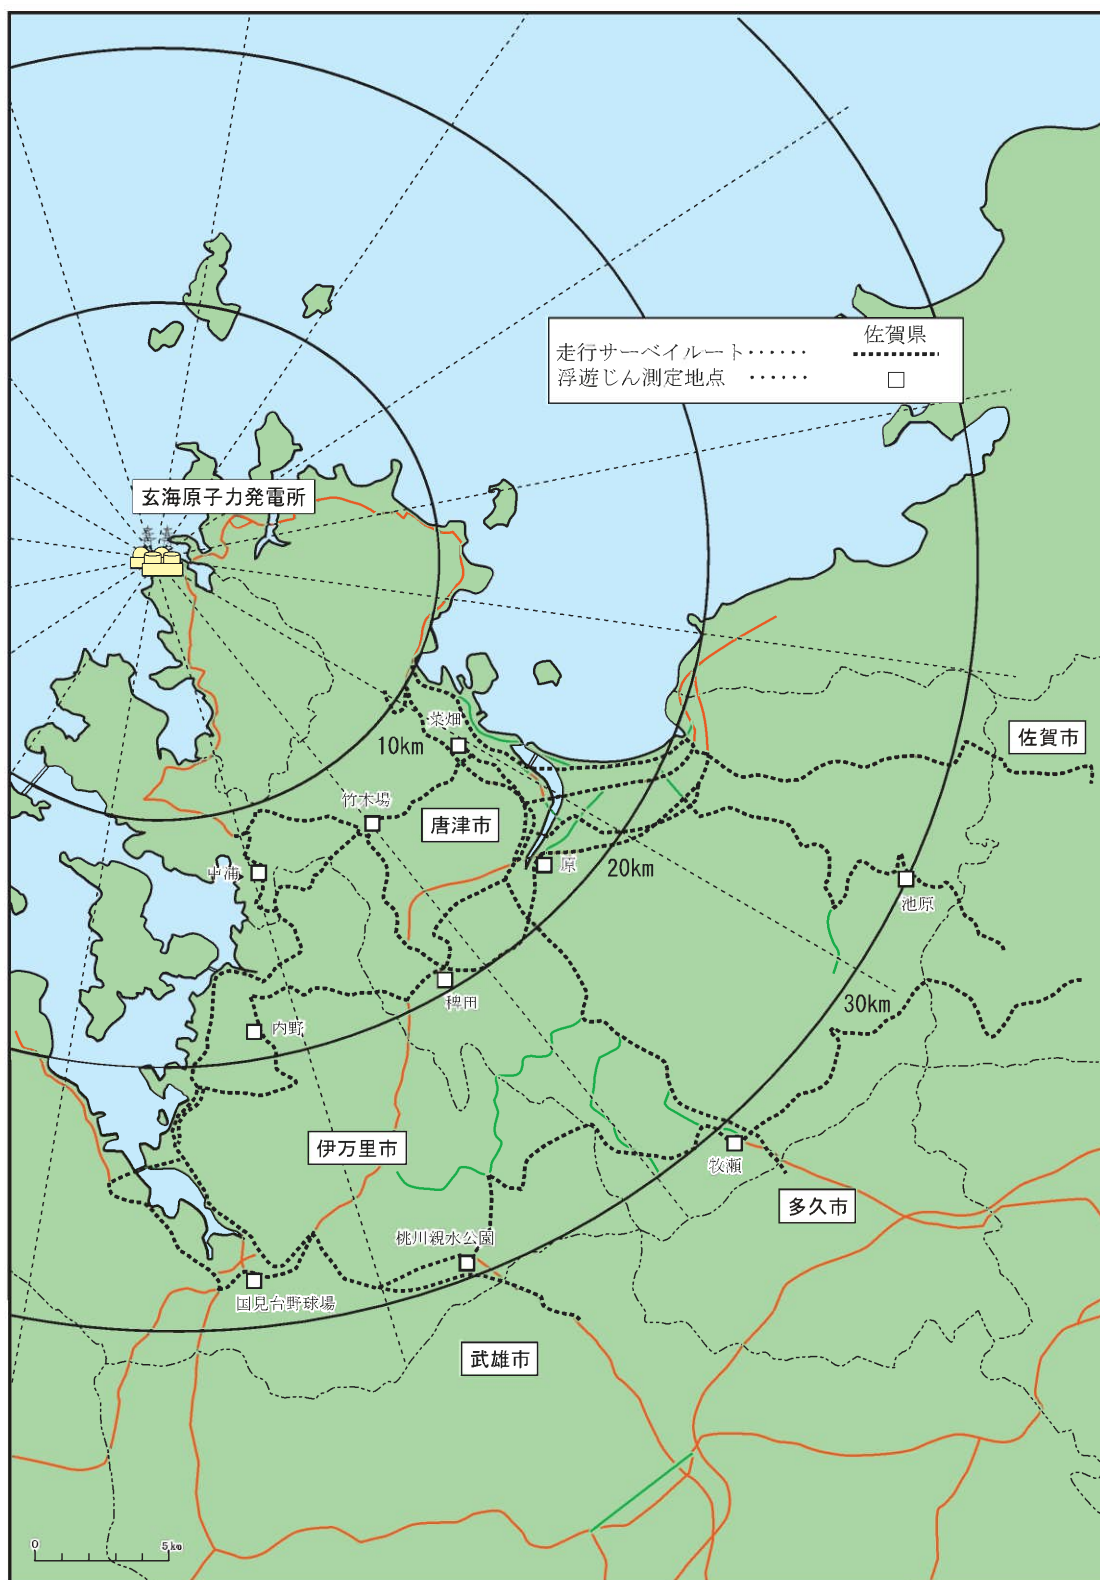 佐賀県
走行サーベイルート‥‥‥
浮遊じん測定地点 ‥‥‥ □
玄海原子力発電所
菜畑
10km
佐賀市
竹木場
唐津市
屮浦
原
20km
池原
稗田
30km
内野
伊万里市
牧瀬
多久市
桃川親水公園
国見台野球場
武雄市
0 5km